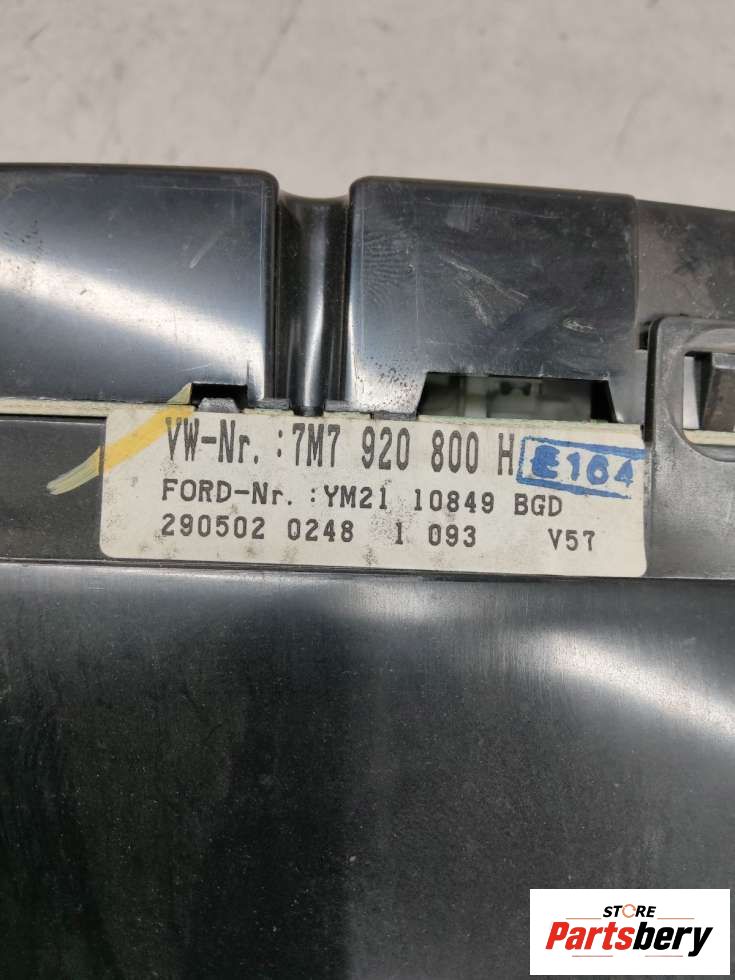 VW-Nr. :7M7 920 800 H
E164
FORD-Nr. :YM21 10849 BGD
290502 0248 1 093 V57
STORE
Partsbery